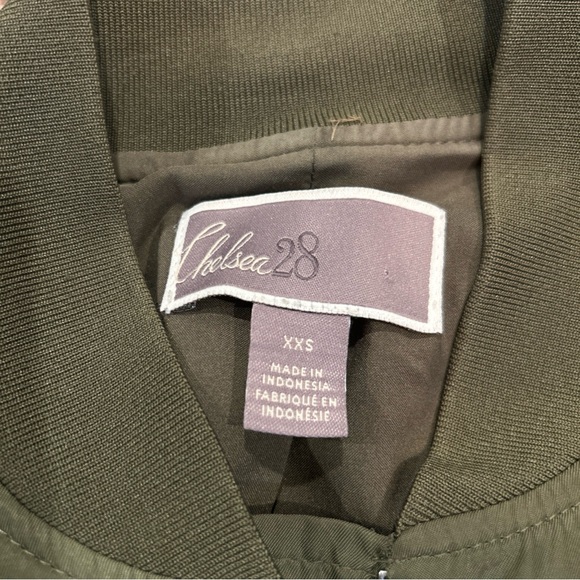 Chelsea28
XXS
MADE IN
INDONESIA
FABRIQUÉ EN
INDONÉSIE